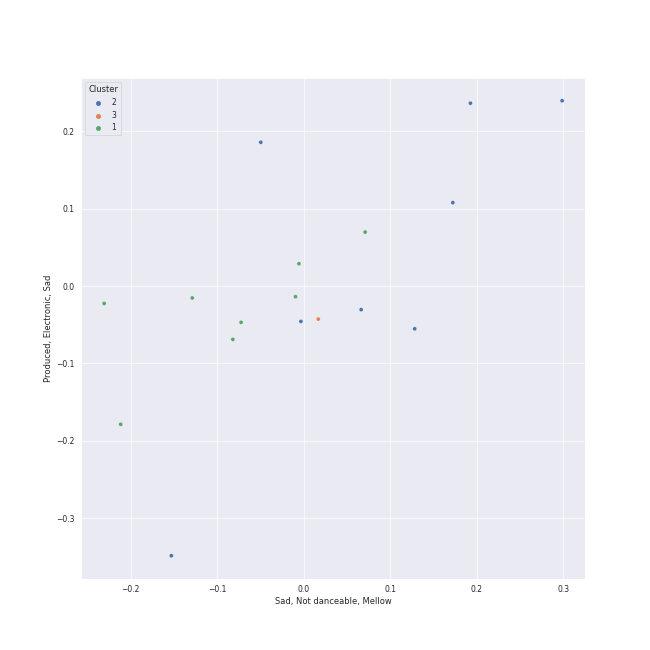 Cluster
2
3
1
0.2
0.1
0.0
−0.1
−0.2
−0.3
Produced, Electronic, Sad
−0.2 −0.1 0.0 0.1 0.2 0.3
Sad, Not danceable, Mellow